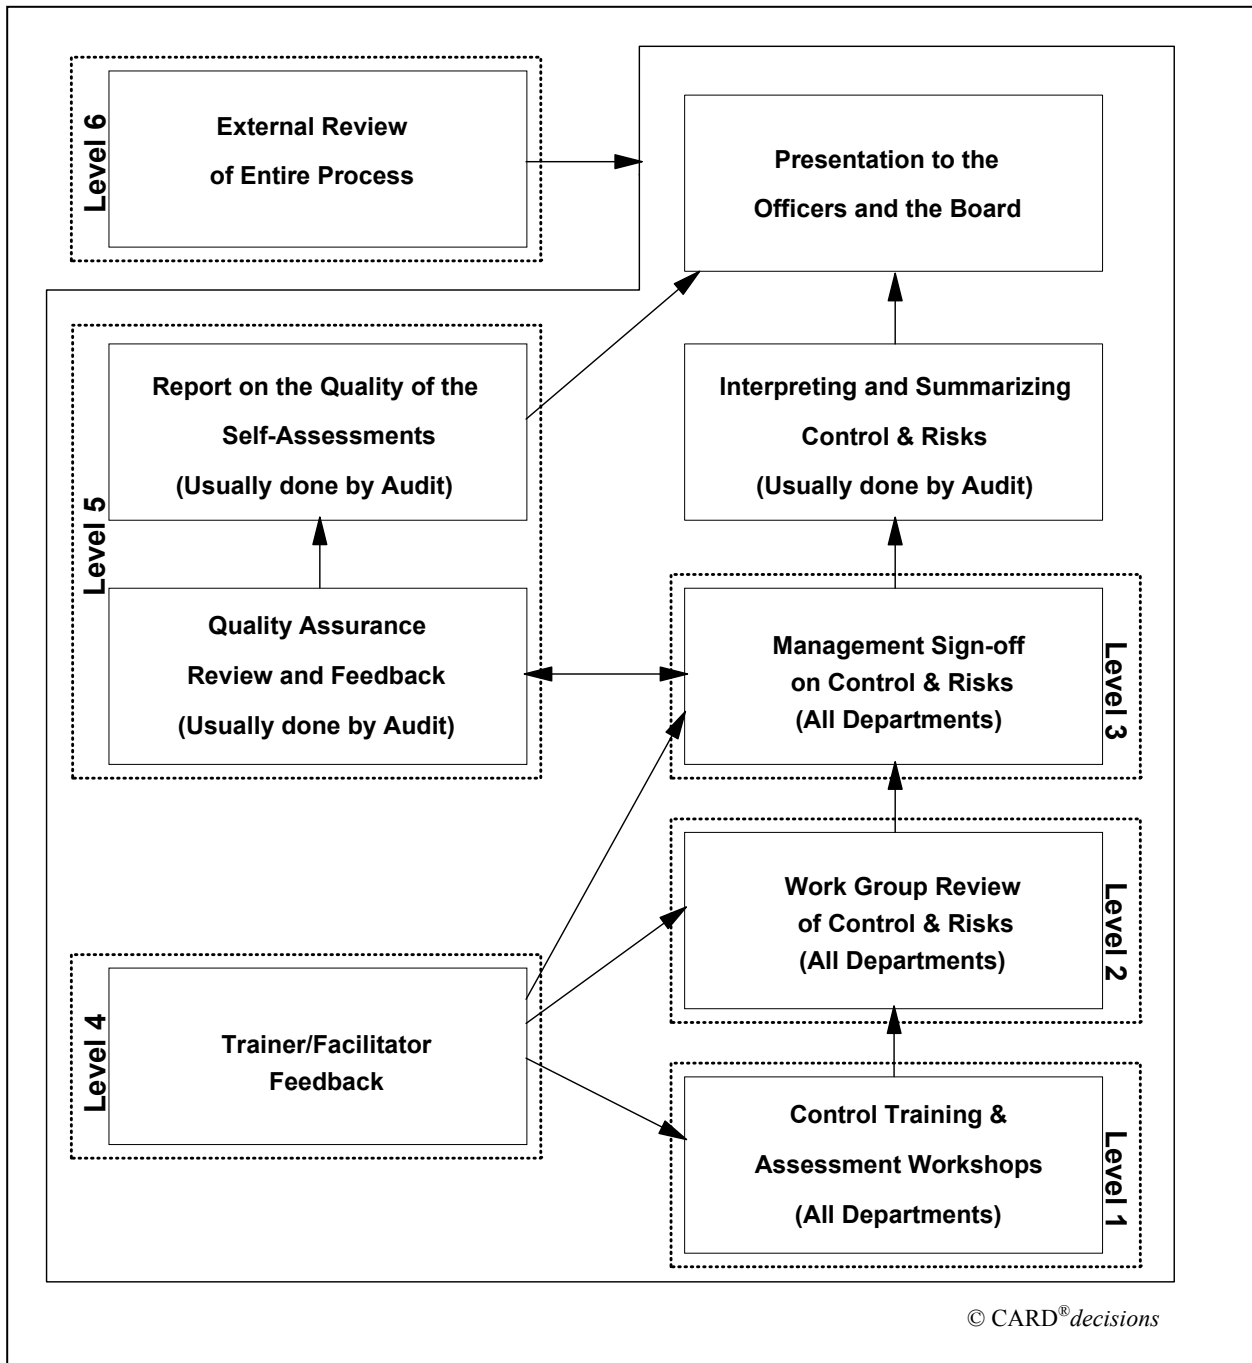 Level 6
External Review
of Entire Process
Presentation to the
Officers and the Board
Level 5
Report on the Quality of the
Self-Assessments
(Usually done by Audit)
Interpreting and Summarizing
Control & Risks
(Usually done by Audit)
Quality Assurance
Review and Feedback
(Usually done by Audit)
Management Sign-off
on Control & Risks
(All Departments)
Level 3
Work Group Review
of Control & Risks
(All Departments)
Level 2
Level 4
Trainer/Facilitator
Feedback
Control Training &
Assessment Workshops
(All Departments)
Level 1
© CARD®decisions